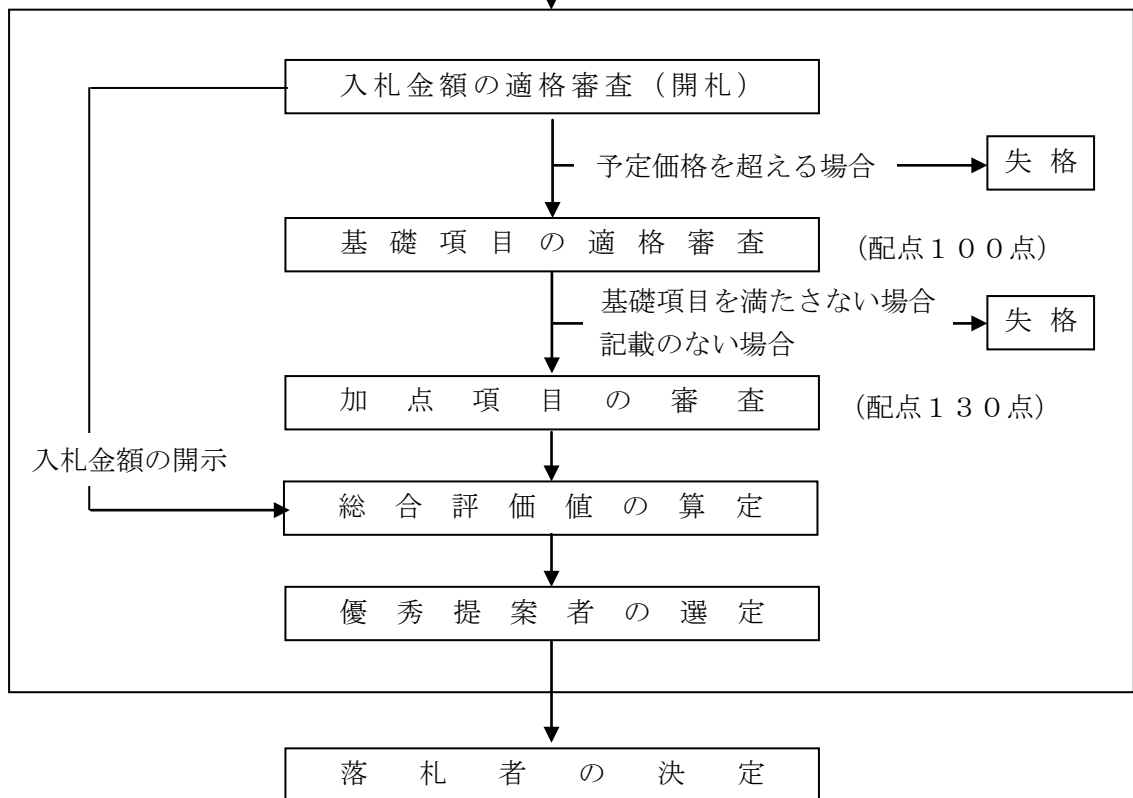 入札金額の適格審査（開札）
予定価格を超える場合
失格
基礎項目の適格審査
（配点１００点）
基礎項目を満たさない場合
記載のない場合
失格
加点項目の審査
（配点１３０点）
入札金額の開示
総合評価値の算定
優秀提案者の選定
落札者の決定